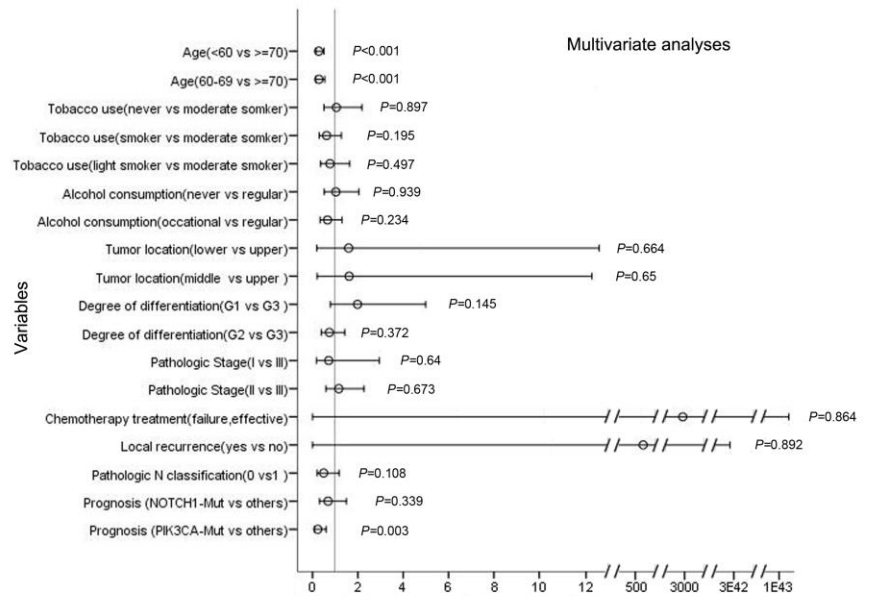 Multivariate analyses
Variables
Age(<60 vs >=70) P<0.001
Age(60-69 vs >=70) P<0.001
Tobacco use(never vs moderate somker) P=0.897
Tobacco use(smoker vs moderate somker) P=0.195
Tobacco use(light smoker vs moderate smoker) P=0.497
Alcohol consumption(never vs regular) P=0.939
Alcohol consumption(occational vs regular) P=0.234
Tumor location(lower vs upper) P=0.664
Tumor location(middle vs upper ) P=0.65
Degree of differentiation(G1 vs G3 ) P=0.145
Degree of differentiation(G2 vs G3) P=0.372
Pathologic Stage(I vs III) P=0.64
Pathologic Stage(II vs III) P=0.673
Chemotherapy treatment(failure,effective) P=0.864
Local recurrence(yes vs no) P=0.892
Pathologic N classification(0 vs1 ) P=0.108
Prognosis (NOTCH1-Mut vs others) P=0.339
Prognosis (PIK3CA-Mut vs others) P=0.003
0 2 4 6 8 10 12 500 3000 3E42 1E43